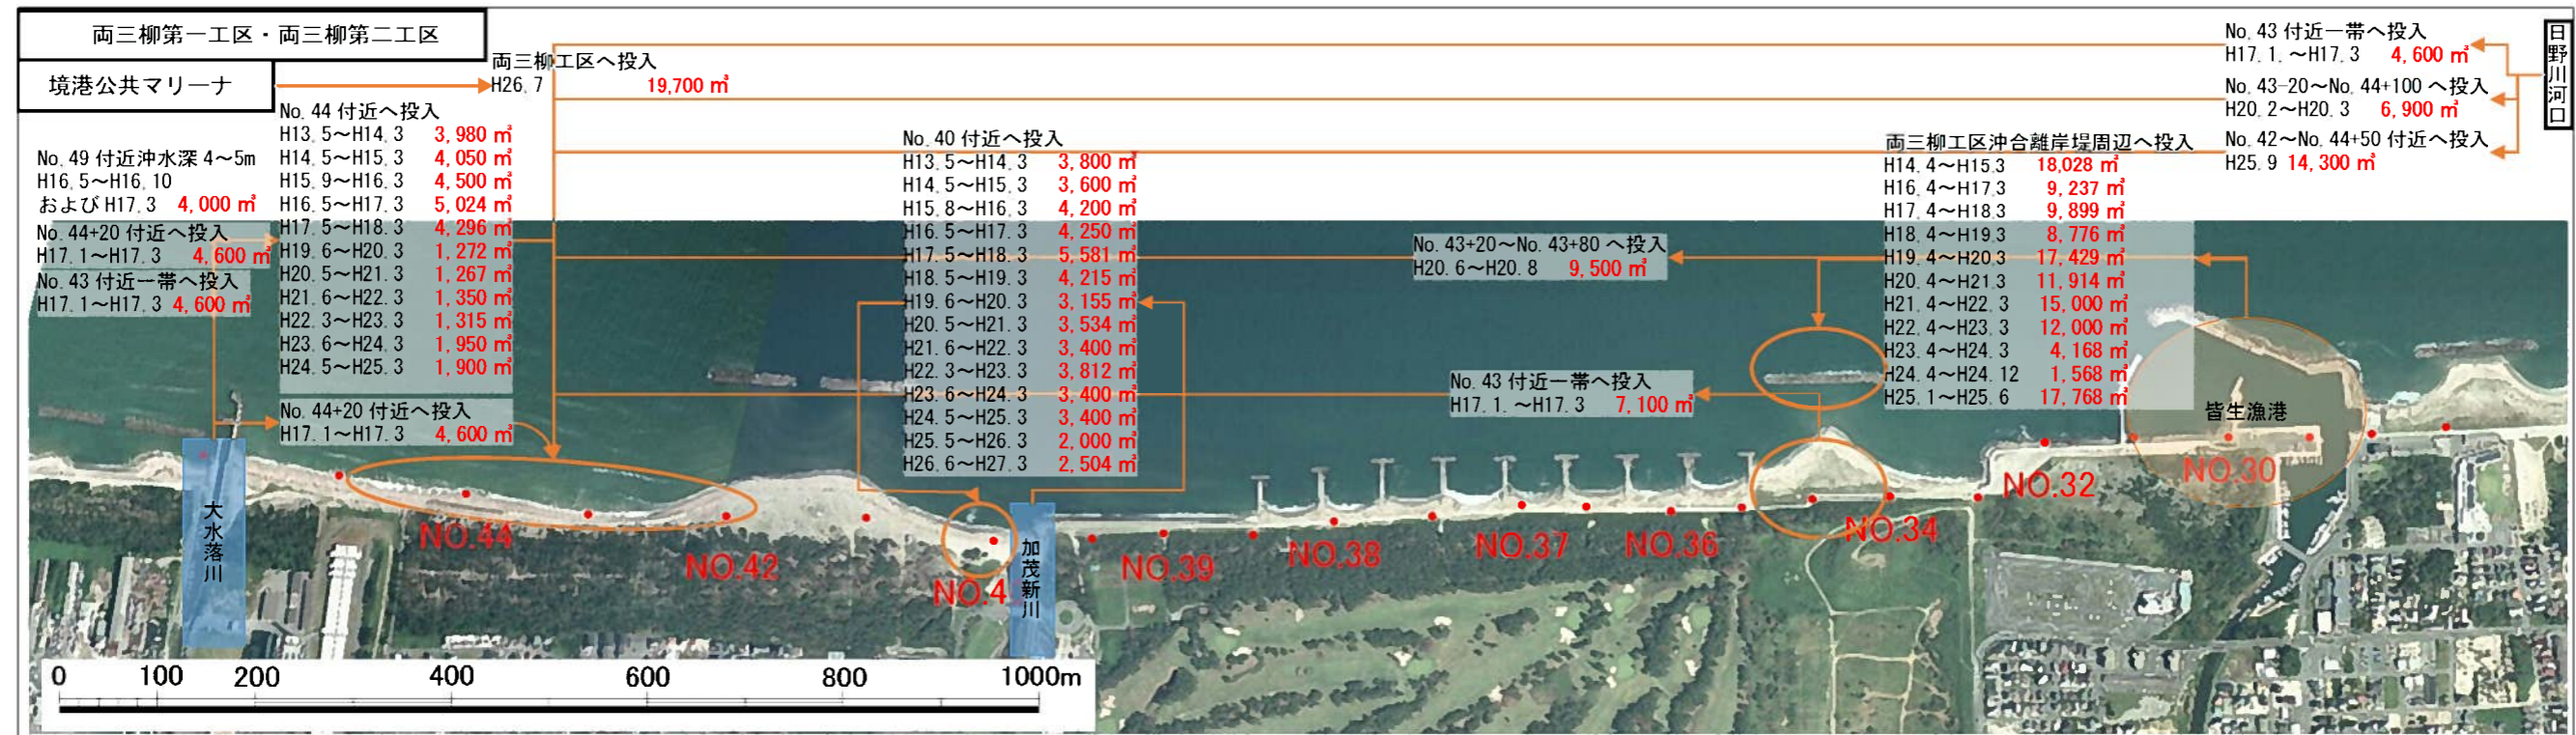 両三柳第一工区・両三柳第二工区
境港公共マリーナ
両三柳工区へ投入
H26.7 19,700 ㎥
No.49 付近沖水深 4～5m
H16.5～H16.10
および H17.3 4,000 ㎥
No.44+20 付近へ投入
H17.1～H17.3 4,600 ㎥
No.43 付近一帯へ投入
H17.1～H17.3 4,600 ㎥
No.44 付近へ投入
H13.5～H14.3 3,980 ㎥
H14.5～H15.3 4,050 ㎥
H15.9～H16.3 4,500 ㎥
H16.5～H17.3 5,024 ㎥
H17.5～H18.3 4,296 ㎥
H19.6～H20.3 1,272 ㎥
H20.5～H21.3 1,267 ㎥
H21.6～H22.3 1,350 ㎥
H22.3～H23.3 1,315 ㎥
H23.6～H24.3 1,950 ㎥
H24.5～H25.3 1,900 ㎥
No.44+20 付近へ投入
H17.1～H17.3 4,600 ㎥
No.40 付近へ投入
H13.5～H14.3 3,800 ㎥
H14.5～H15.3 3,600 ㎥
H15.8～H16.3 4,200 ㎥
H16.5～H17.3 4,250 ㎥
H17.5～H18.3 5,581 ㎥
H18.5～H19.3 4,215 ㎥
H19.6～H20.3 3,155 ㎥
H20.5～H21.3 3,534 ㎥
H21.6～H22.3 3,400 ㎥
H22.3～H23.3 3,812 ㎥
H23.6～H24.3 3,400 ㎥
H24.5～H25.3 3,400 ㎥
H25.5～H26.3 2,000 ㎥
H26.6～H27.3 2,504 ㎥
No.43+20～No.43+80 へ投入
H20.6～H20.8 9,500 ㎥
No.43 付近一帯へ投入
H17.1.～H17.3 7,100 ㎥
両三柳工区沖合離岸堤周辺へ投入
H14.4～H15.3 18,028 ㎥
H16.4～H17.3 9,237 ㎥
H17.4～H18.3 9,899 ㎥
H18.4～H19.3 8,776 ㎥
H19.4～H20.3 17,429 ㎥
H20.4～H21.3 11,914 ㎥
H21.4～H22.3 15,000 ㎥
H22.4～H23.3 12,000 ㎥
H23.4～H24.3 4,168 ㎥
H24.4～H24.12 1,568 ㎥
H25.1～H25.6 17,768 ㎥
No.43 付近一帯へ投入
H17.1.～H17.3 4,600 ㎥
No.43-20～No.44+100 へ投入
H20.2～H20.3 6,900 ㎥
No.42～No.44+50 付近へ投入
H25.9 14,300 ㎥
日野川河口
皆生漁港
大水落川
加茂新川
NO.44
NO.42
NO.4
NO.39
NO.38
NO.37
NO.36
NO.34
NO.32
NO.30
0 100 200 400 600 800 1000m